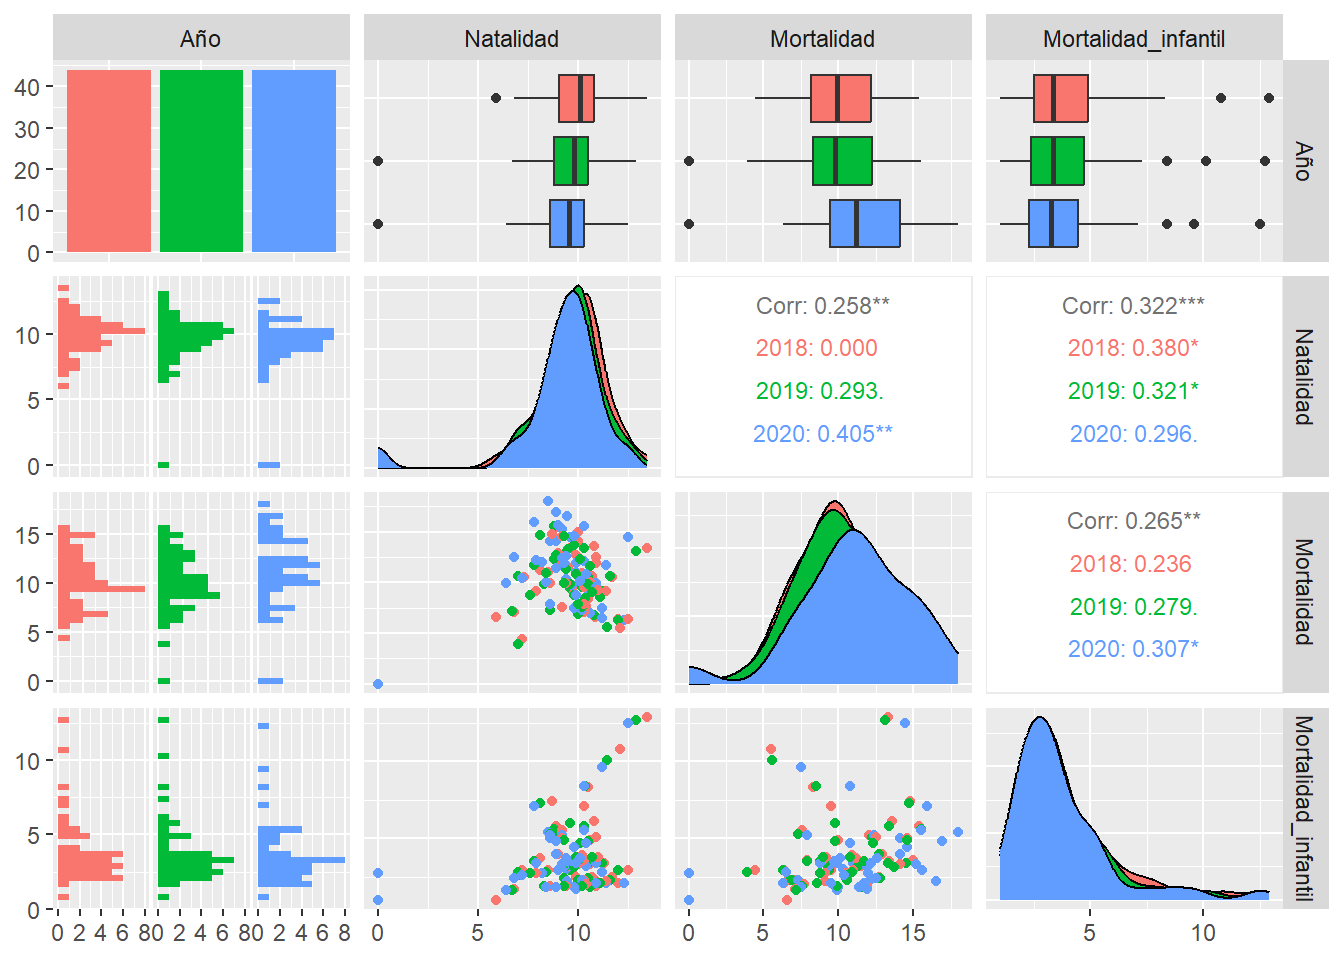 Año Natalidad Mortalidad Mortalidad_infantil
40
30
20
10
0
Año
10
5
0
Corr: 0.258**
2018: 0.000
2019: 0.293.
2020: 0.405**
Corr: 0.322***
2018: 0.380*
2019: 0.321*
2020: 0.296.
Natalidad
15
10
5
0
Corr: 0.265**
2018: 0.236
2019: 0.279.
2020: 0.307*
Mortalidad
10
5
0
Mortalidad_infantil
0 2 4 6 8 0 2 4 6 8 0 2 4 6 8 0 5 10 0 5 10 15 5 10